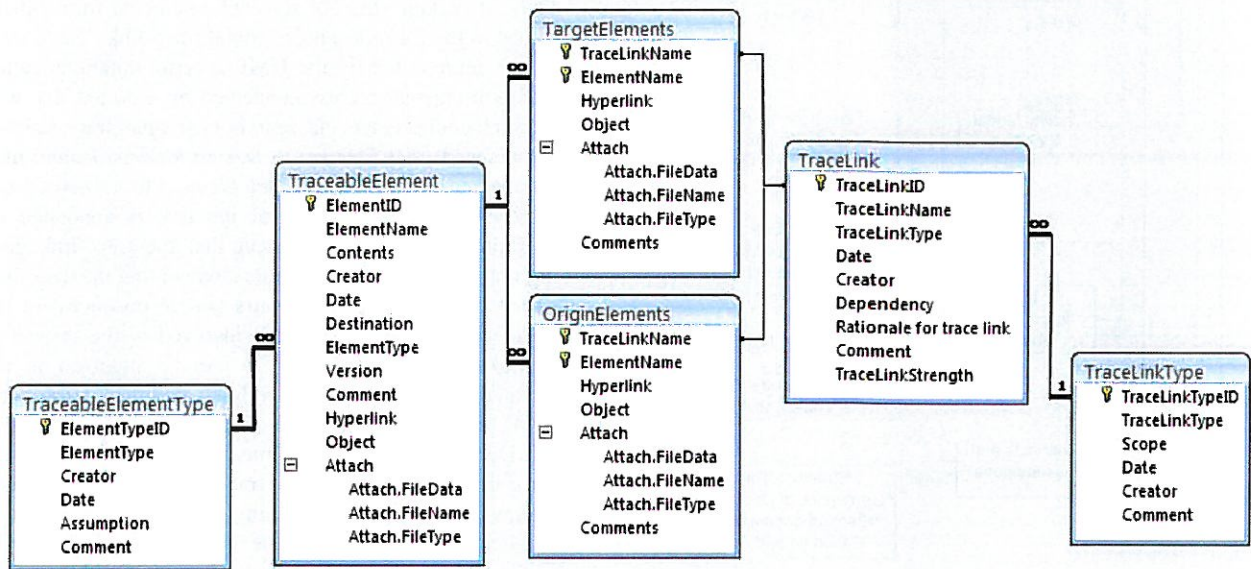 TargetElements
TraceLinkName
ElementName
Hyperlink
Object
Attach
Attach.FileData
Attach.FileName
Attach.FileType
Comments
∞
TraceableElement
1
ElementID
ElementName
Contents
Creator
Date
Destination
ElementType
Version
Comment
Hyperlink
Object
Attach
Attach.FileData
Attach.FileName
Attach.FileType
∞
∞
OriginElements
TraceLinkName
ElementName
Hyperlink
Object
Attach
Attach.FileData
Attach.FileName
Attach.FileType
Comments
TraceLink
TraceLinkID
TraceLinkName
TraceLinkType
Date
Creator
Dependency
Rationale for trace link
Comment
TraceLinkStrength
∞
1
TraceLinkType
TraceLinkTypeID
TraceLinkType
Scope
Date
Creator
Comment
TraceableElementType
1
ElementTypeID
ElementType
Creator
Date
Assumption
Comment